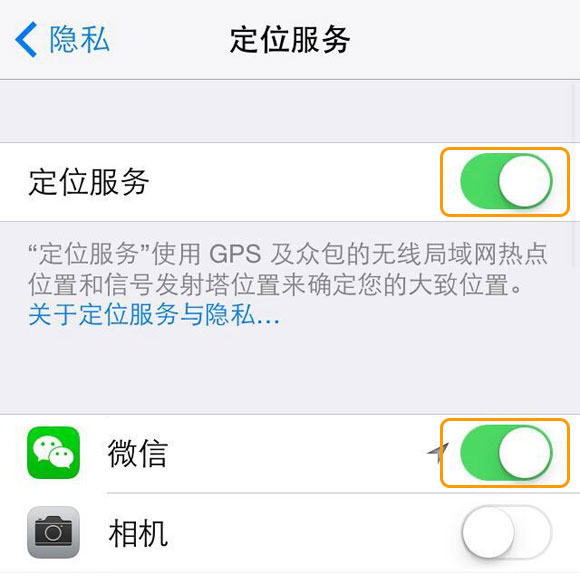 隐私 定位服务
定位服务
“定位服务”使用 GPS 及众包的无线局域网热点
位置和信号发射塔位置来确定您的大致位置。
关于定位服务与隐私...
微信
相机